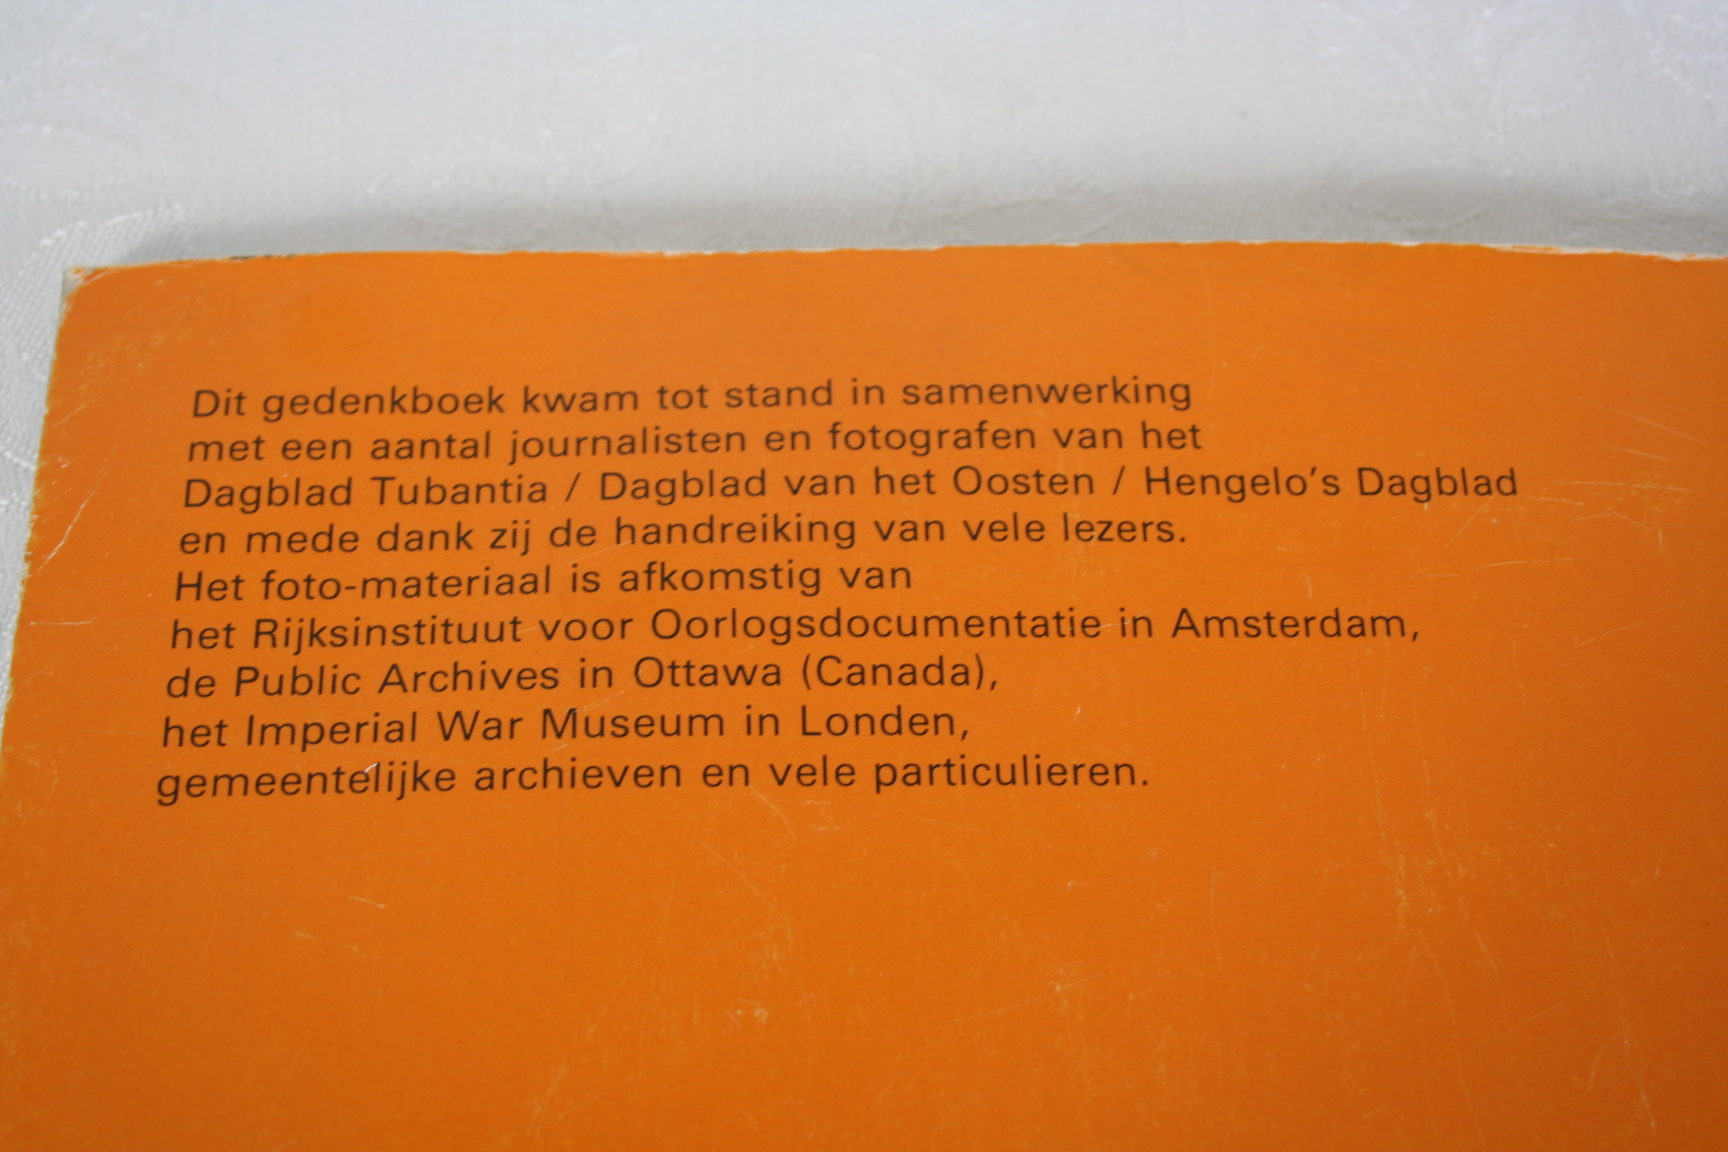 Dit gedenkboek kwam tot stand in samenwerking
met een aantal journalisten en fotografen van het
Dagblad Tubantia / Dagblad van het Oosten / Hengelo's Dagblad
en mede dank zij de handreiking van vele lezers.
Het foto-materiaal is afkomstig van
het Rijksinstituut voor Oorlogsdocumentatie in Amsterdam,
de Public Archives in Ottawa (Canada),
het Imperial War Museum in Londen,
gemeentelijke archieven en vele particulieren.